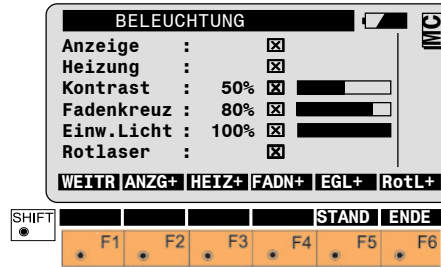 BELEUCHTUNG
MC
Anzeige : ☒
Heizung : ☒
Kontrast : 50% ☒
Fadenkreuz : 80% ☒
Einw.Licht : 100% ☒
Rotlaser : ☒
WEITR ANZG+ HEIZ+ FADN+ EGL+ RotL+
SHIFT STAND ENDE
F1 F2 F3 F4 F5 F6